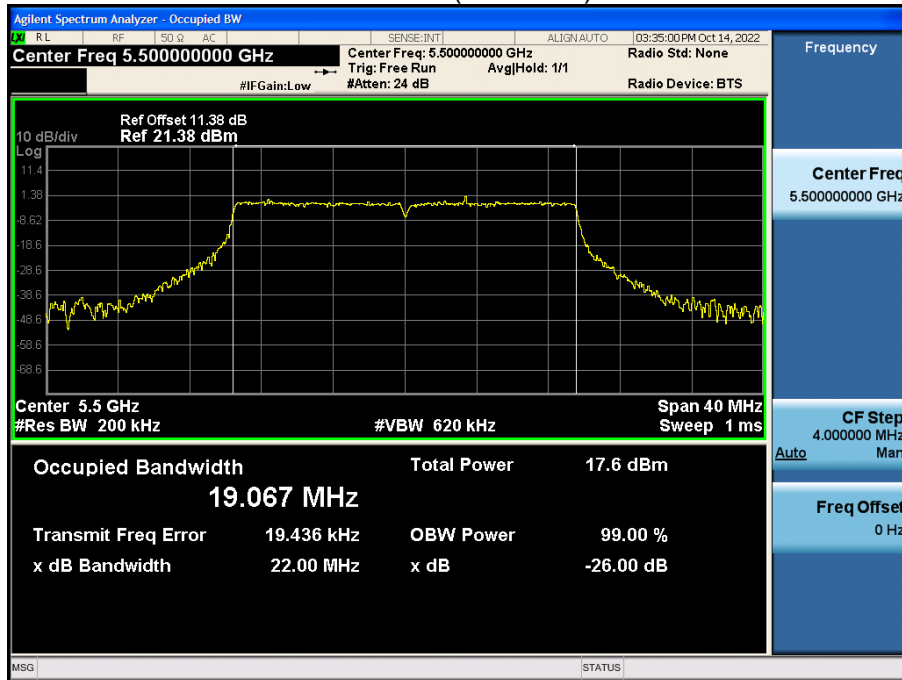 Agilent Spectrum Analyzer - Occupied BW
LXI RL RF 50 Ω AC SENSE:INT ALIGN AUTO 03:35:00 PM Oct 14, 2022
Center Freq 5.500000000 GHz
Center Freq: 5.500000000 GHz
Radio Std: None
Trig: Free Run Avg|Hold: 1/1
#IFGain:Low
#Atten: 24 dB
Radio Device: BTS
Ref Offset 11.38 dB
10 dB/div Ref 21.38 dBm
Log
11.4
1.38
-8.62
-18.6
-28.6
-38.6
-48.6
-58.6
-68.6
Center 5.5 GHz
Span 40 MHz
#Res BW 200 kHz
#VBW 620 kHz
Sweep 1 ms
Occupied Bandwidth
19.067 MHz
Total Power 17.6 dBm
Transmit Freq Error 19.436 kHz
OBW Power 99.00 %
x dB Bandwidth 22.00 MHz
x dB -26.00 dB
Frequency
Center Freq
5.500000000 GHz
CF Step
4.000000 MHz
Auto Man
Freq Offset
0 Hz
MSG
STATUS